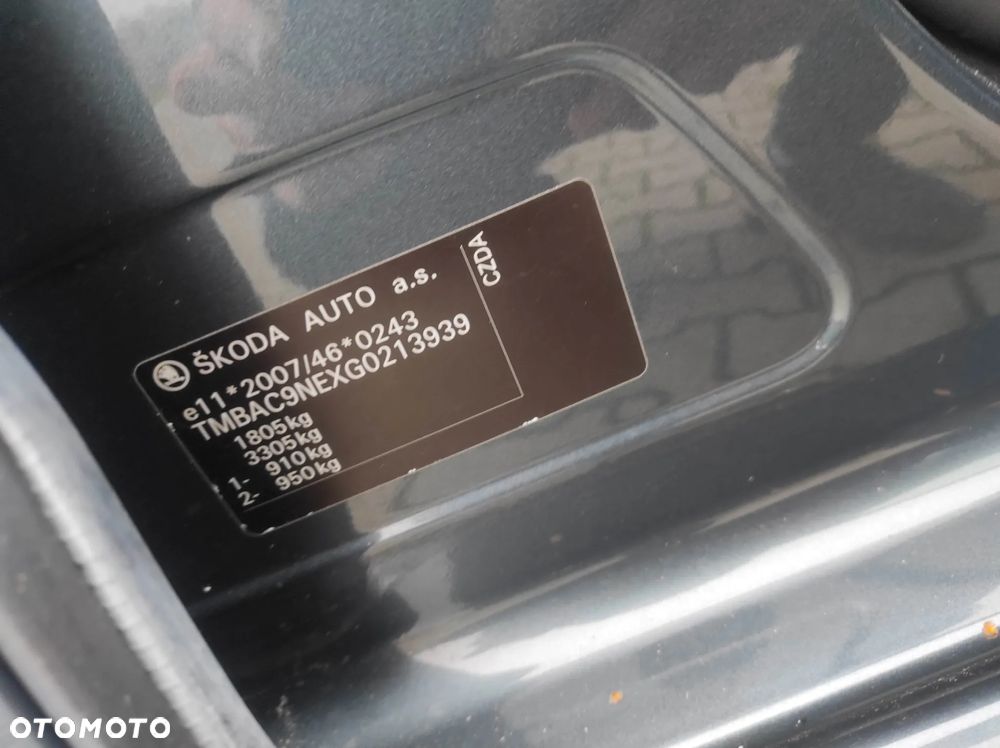 ŠKODA AUTO a.s.
CZDA
e11*2007/46*0243
TMBAC9NEXG0213939
1805kg
3305kg
1- 910kg
2- 950kg
OTOMOTO